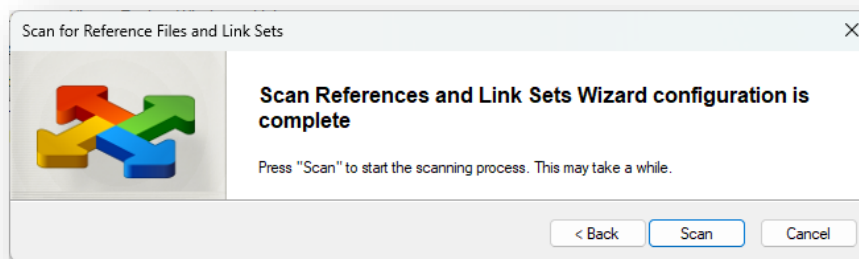 Scan for Reference Files and Link Sets
Scan References and Link Sets Wizard configuration is
complete
Press "Scan" to start the scanning process. This may take a while.
< Back
Scan
Cancel